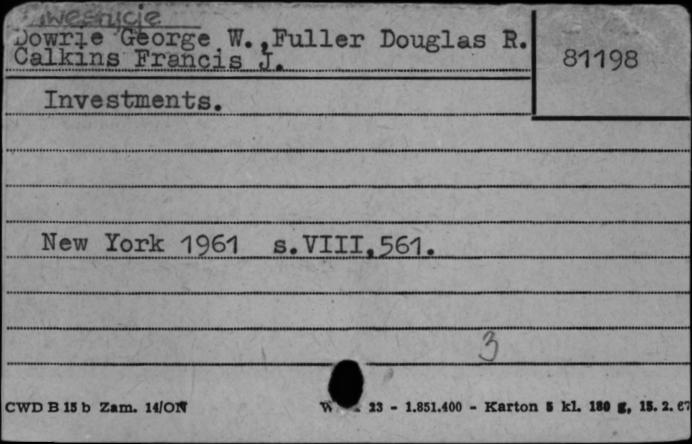 Dowrie George W.,Fuller Douglas R.
Calkins Francis J.
81198
Investments.
New York 1961 s.VIII,561.
3
CWD B 15 b Zam. 14/ON
23 - 1.851.400 - Karton 5 kl. 180 g, 15. 2. 67